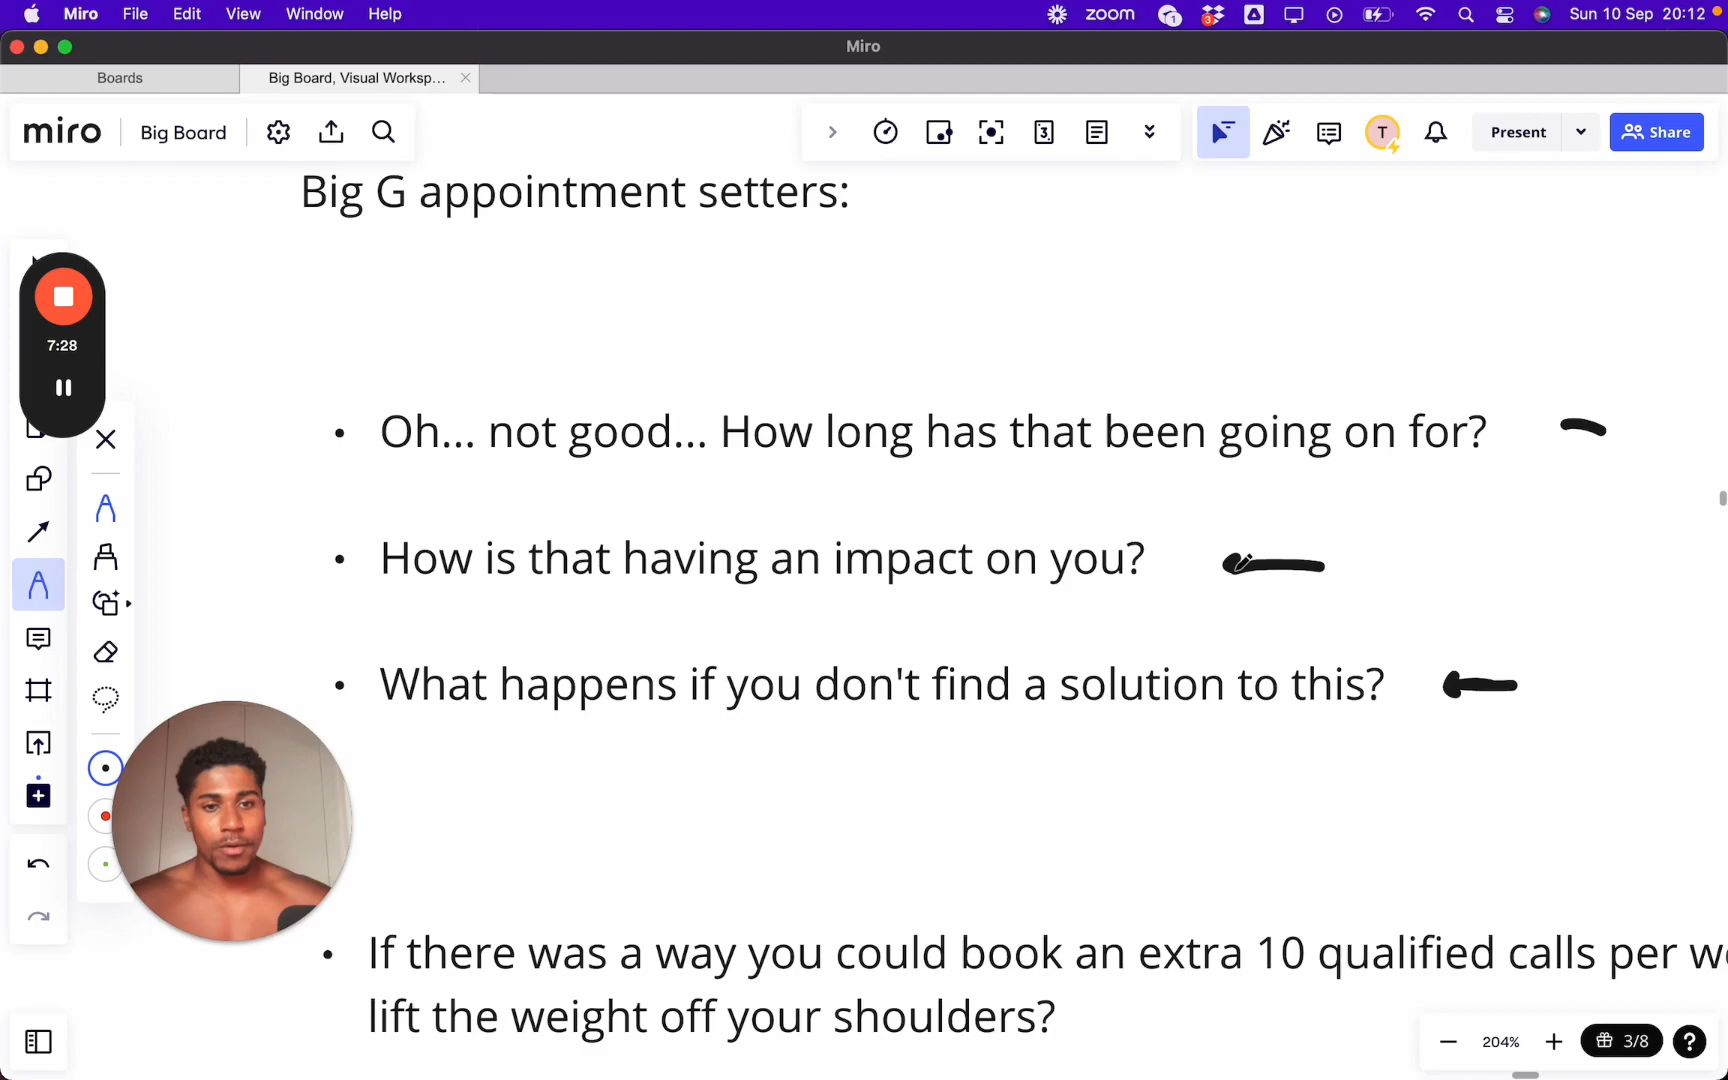 Miro File Edit View Window Help zoom 1 3 Sun 10 Sep 20:12
Miro
Boards Big Board, Visual Worksp...
miro Big Board 3 T Present Share
Big G appointment setters:
7:28
• Oh... not good... How long has that been going on for?
• How is that having an impact on you?
• What happens if you don't find a solution to this?
• If there was a way you could book an extra 10 qualified calls per w
lift the weight off your shoulders?
204% 3/8 ?